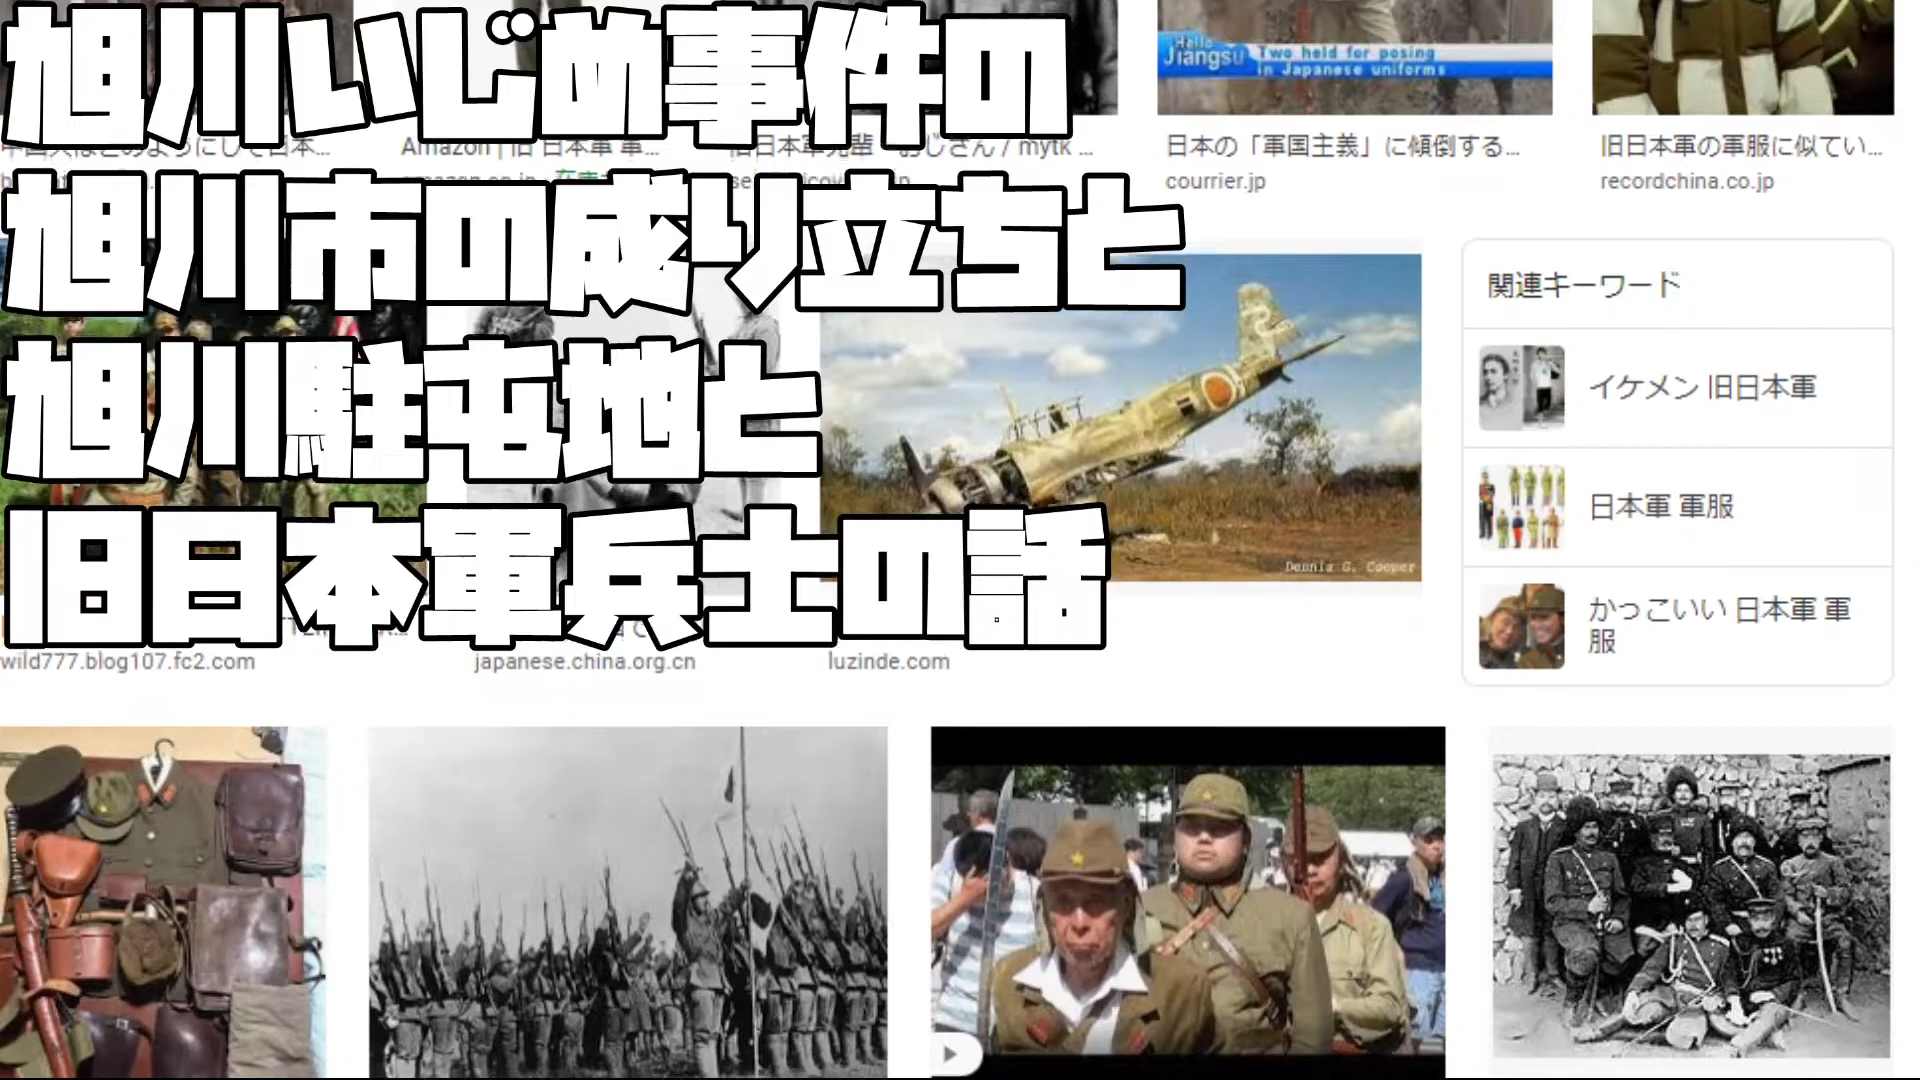 旭川いじめ事件の
旭川市の成り立ちと
旭川駐屯地と
旧日本軍兵士の話
Hello Jiangsu
Two held for posing
in Japanese uniforms
日本の「軍国主義」に傾倒する...
courrier.jp
旧日本軍の軍服に似てい...
recordchina.co.jp
関連キーワード
イケメン 旧日本軍
日本軍 軍服
かっこいい 日本軍 軍
服
Dennis G. Cooper
wild777.blog107.fc2.com
japanese.china.org.cn
luzinde.com